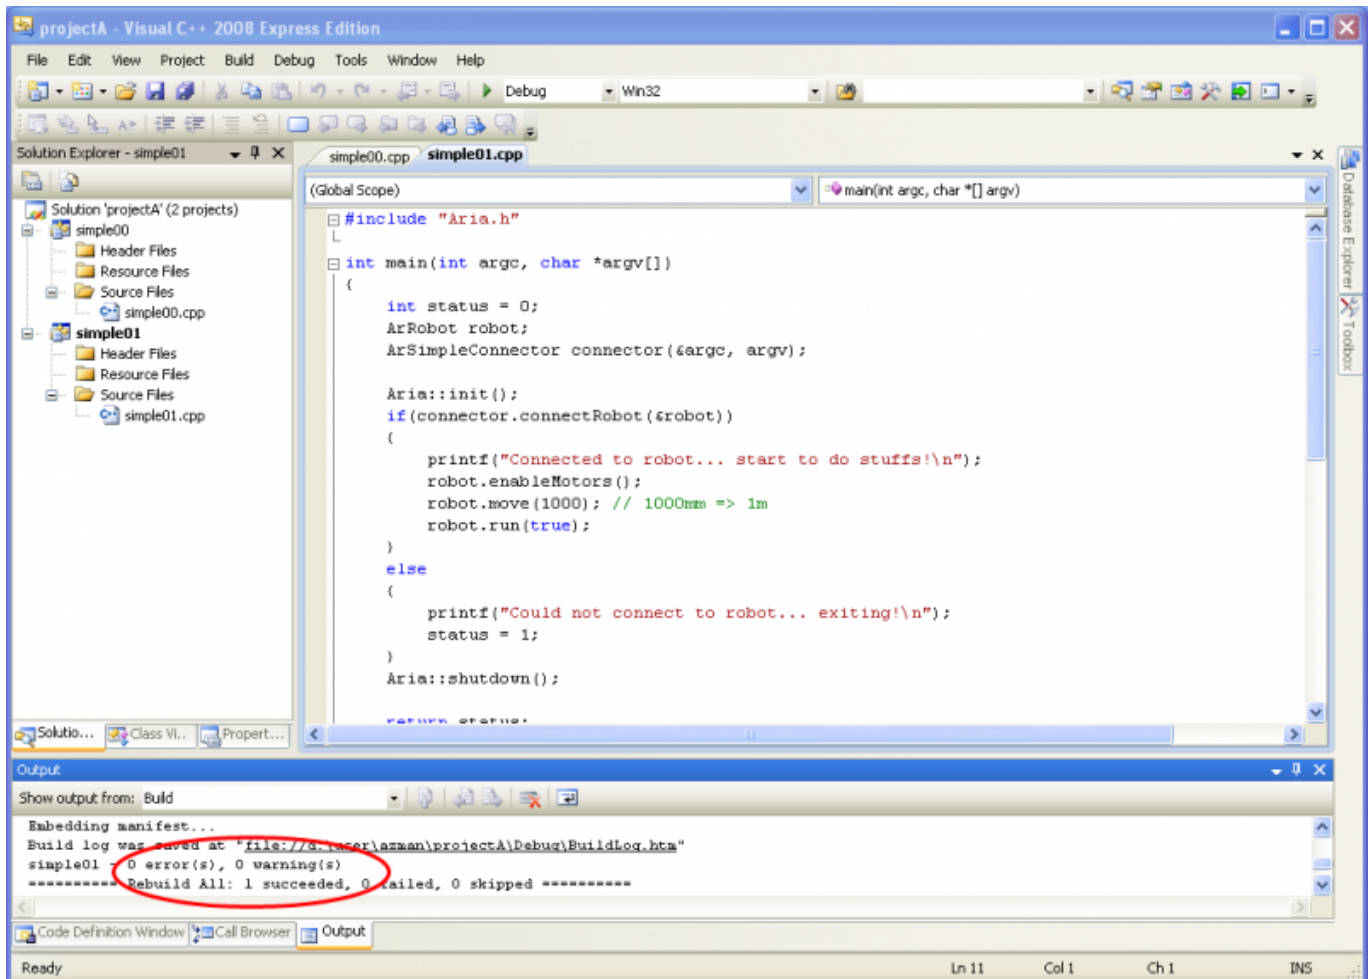 projectA - Visual C++ 2008 Express Edition
File Edit View Project Build Debug Tools Window Help
Debug Win32
Solution Explorer - simple01
simple00.cpp simple01.cpp
(Global Scope) main(int argc, char *[] argv)
Solution 'projectA' (2 projects)
simple00
Header Files
Resource Files
Source Files
simple00.cpp
simple01
Header Files
Resource Files
Source Files
simple01.cpp
#include "Aria.h"
int main(int argc, char *argv[])
{
int status = 0;
ArRobot robot;
ArSimpleConnector connector(&argc, argv);
Aria::init();
if(connector.connectRobot(&robot))
{
printf("Connected to robot... start to do stuffs!\n");
robot.enableMotors();
robot.move(1000); // 1000mm => 1m
robot.run(true);
}
else
{
printf("Could not connect to robot... exiting!\n");
status = 1;
}
Aria::shutdown();
return status;
Database Explorer
Toolbox
Solutio... Class Vi... Propert...
Output
Show output from: Build
Embedding manifest...
Build log was saved at "file://d:\user\azman\projectA\Debug\BuildLog.htm"
simple01 - 0 error(s), 0 warning(s)
========== Rebuild All: 1 succeeded, 0 failed, 0 skipped ==========
Code Definition Window Call Browser Output
Ready Ln 11 Col 1 Ch 1 INS